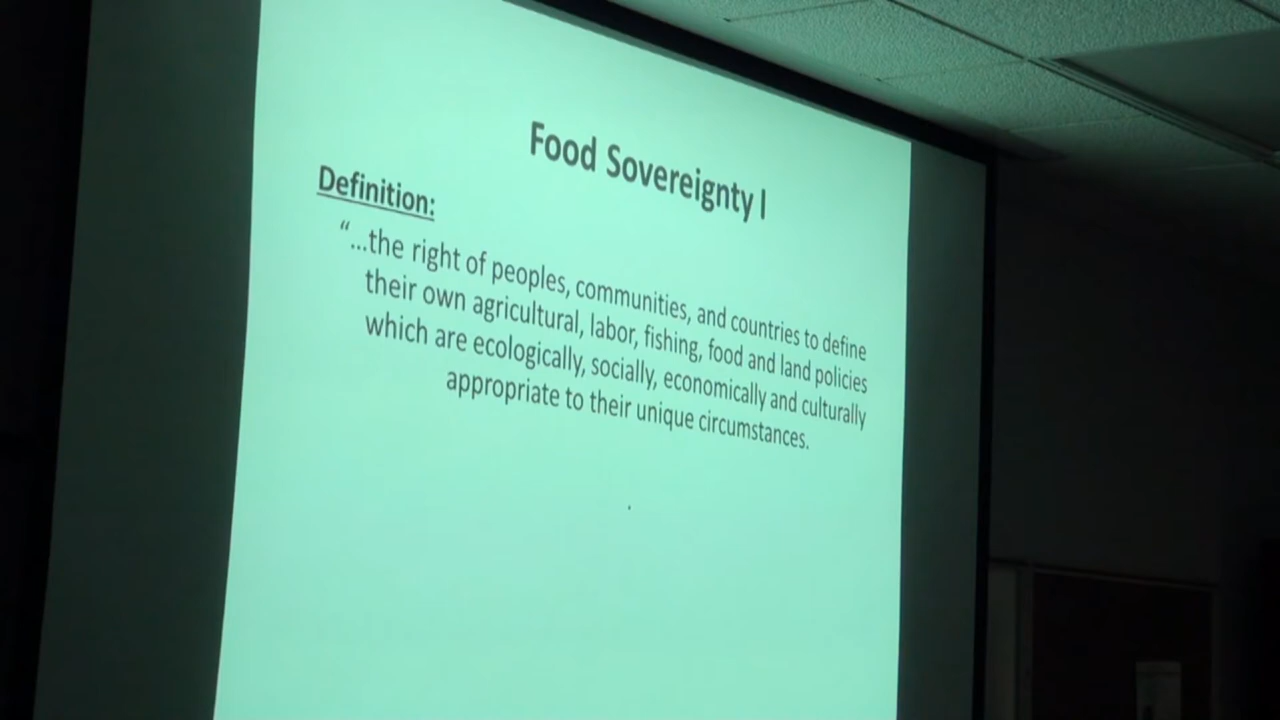 Food Sovereignty I
Definition:
“...the right of peoples, communities, and countries to define
their own agricultural, labor, fishing, food and land policies
which are ecologically, socially, economically and culturally
appropriate to their unique circumstances.